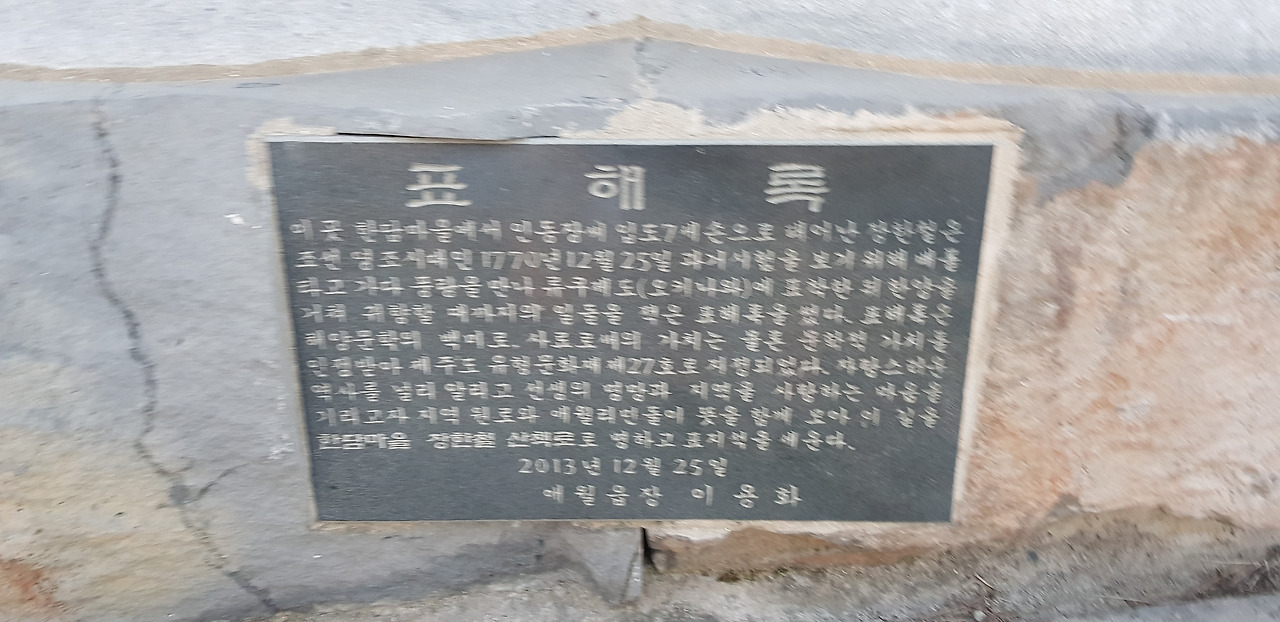 표 해 록
이곳 한담마을에서 인동장씨 입도7세손으로 태어난 장한철은
조선 영조시대인 1770년 12월 25일 과거시험을 보기 위해 배를
타고 가다 풍랑을 만나 류쿠제도(오키나와)에 표착한 뒤 한양을
거쳐 귀향할 때까지의 일들을 적은 표해록을 썼다. 표해록은
해양문학의 백미로 사료로써의 가치는 물론 문학적 가치를
인정받아 제주도 유형문화재 제27호로 지정되었다. 자랑스러운
역사를 널리 알리고 선생의 명망과 지역을 사랑하는 마음을
기리고자 지역 원로와 애월리민들이 뜻을 함께 모아 이 길을
한담마을 장한철 산책로로 명하고 표지석을 세운다.
2013년 12월 25일
애월읍장 이 용 화